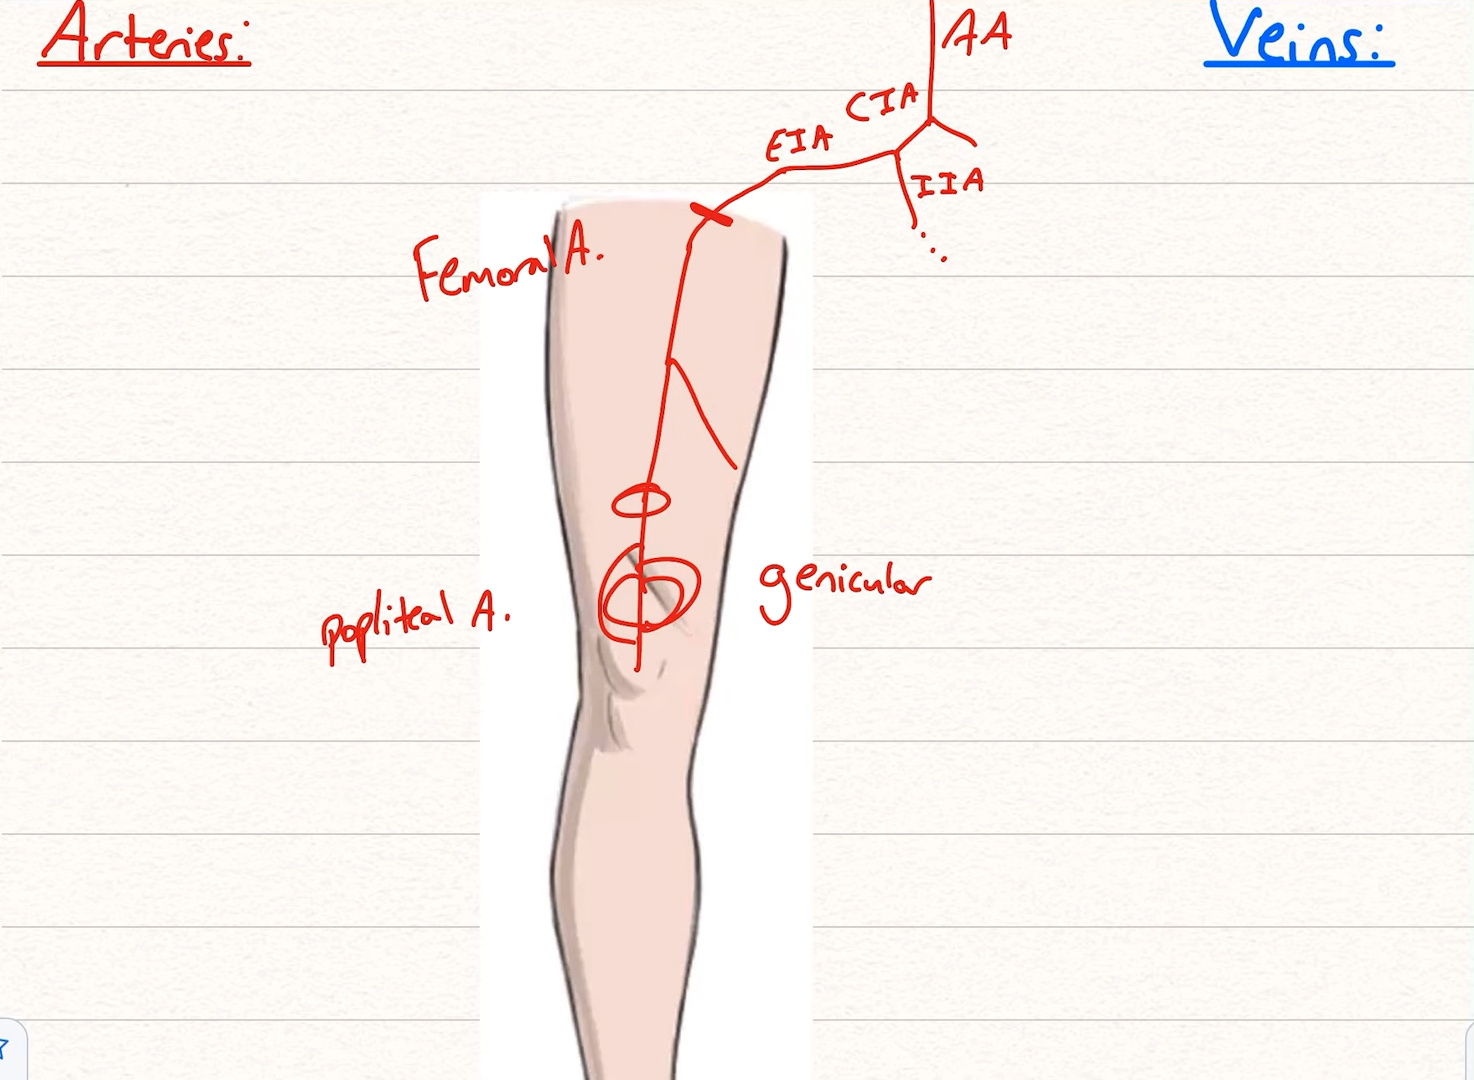 Arteries:
AA
Veins:
CIA
EIA
IIA
Femoral A.
genicular
popliteal A.